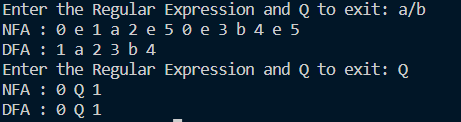 Enter the Regular Expression and Q to exit: a/b
NFA : 0 e 1 a 2 e 5 0 e 3 b 4 e 5
DFA : 1 a 2 3 b 4
Enter the Regular Expression and Q to exit: Q
NFA : 0 Q 1
DFA : 0 Q 1